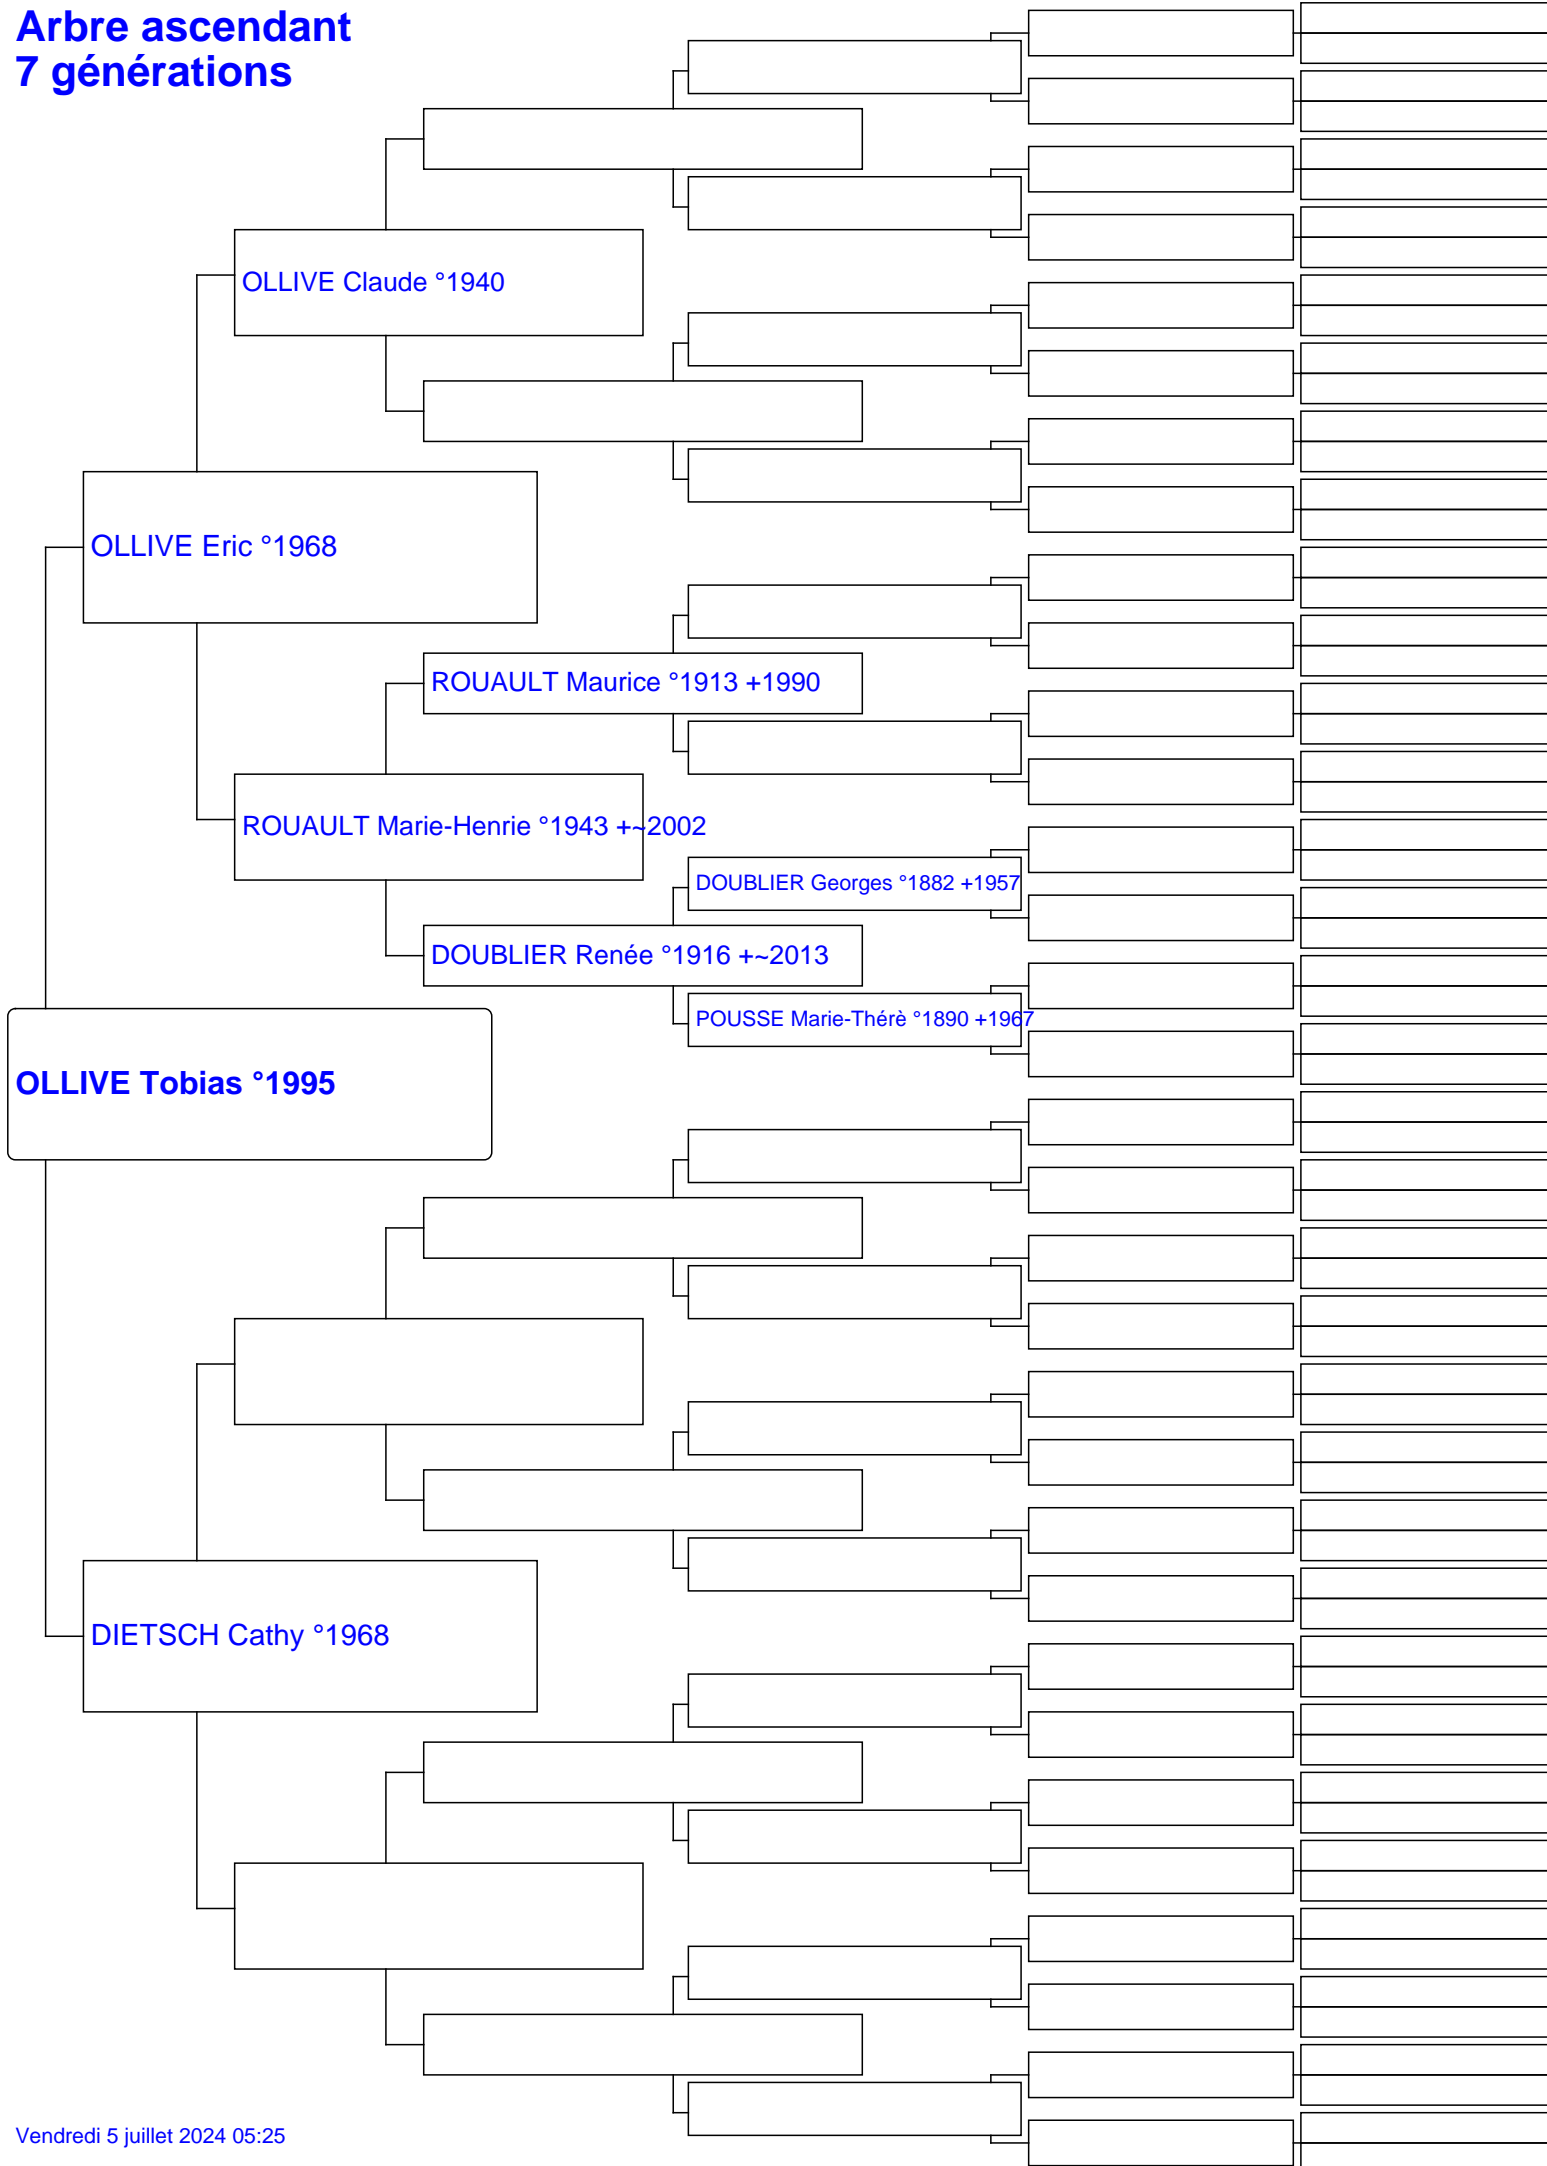 Arbre ascendant
7 générations
OLLIVE Claude °1940
OLLIVE Eric °1968
ROUAULT Maurice °1913 +1990
ROUAULT Marie-Henrie °1943 +~2002
DOUBLIER Georges °1882 +1957
DOUBLIER Renée °1916 +~2013
POUSSE Marie-Thérè °1890 +1967
OLLIVE Tobias °1995
DIETSCH Cathy °1968
Vendredi 5 juillet 2024 05:25